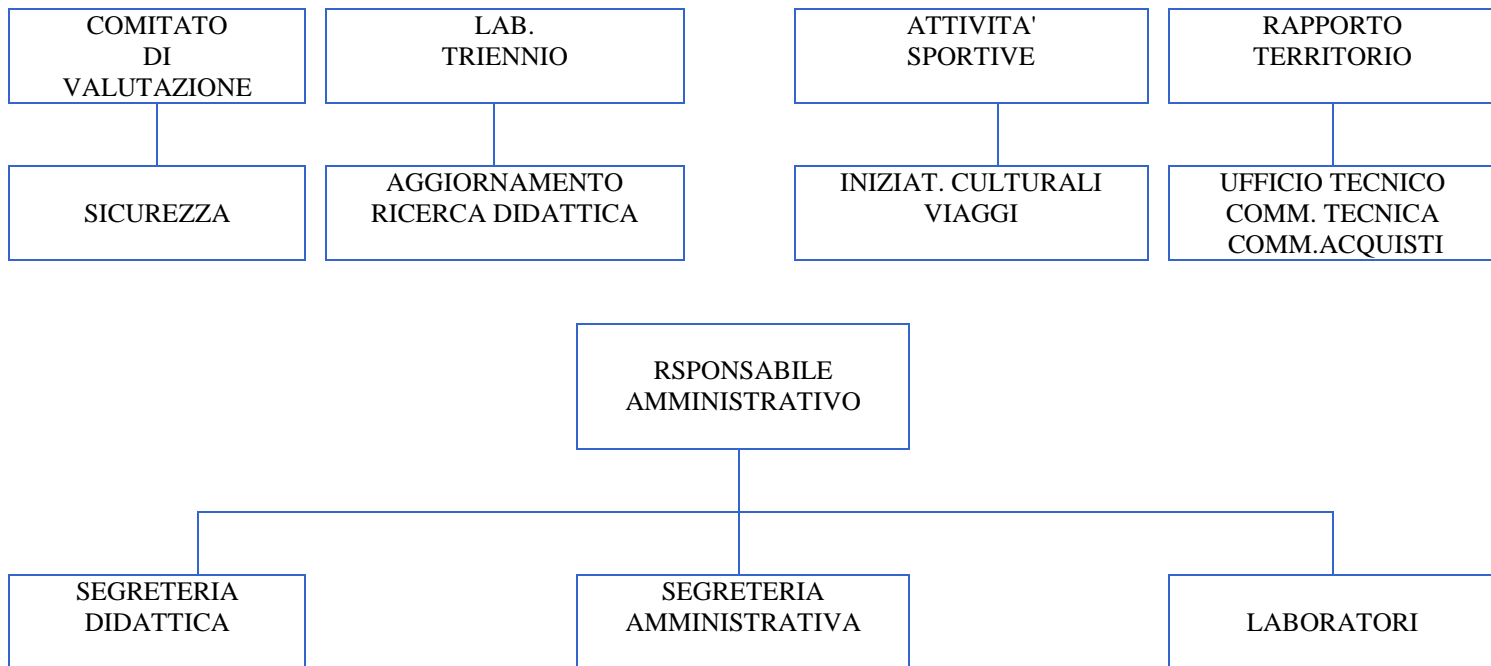 COMITATO
DI
VALUTAZIONE
LAB.
TRIENNIO
ATTIVITA'
SPORTIVE
RAPPORTO
TERRITORIO
SICUREZZA
AGGIORNAMENTO
RICERCA DIDATTICA
INIZIAT. CULTURALI
VIAGGI
UFFICIO TECNICO
COMM. TECNICA
COMM.ACQUISTI
RSPONSABILE
AMMINISTRATIVO
SEGRETERIA
DIDATTICA
SEGRETERIA
AMMINISTRATIVA
LABORATORI